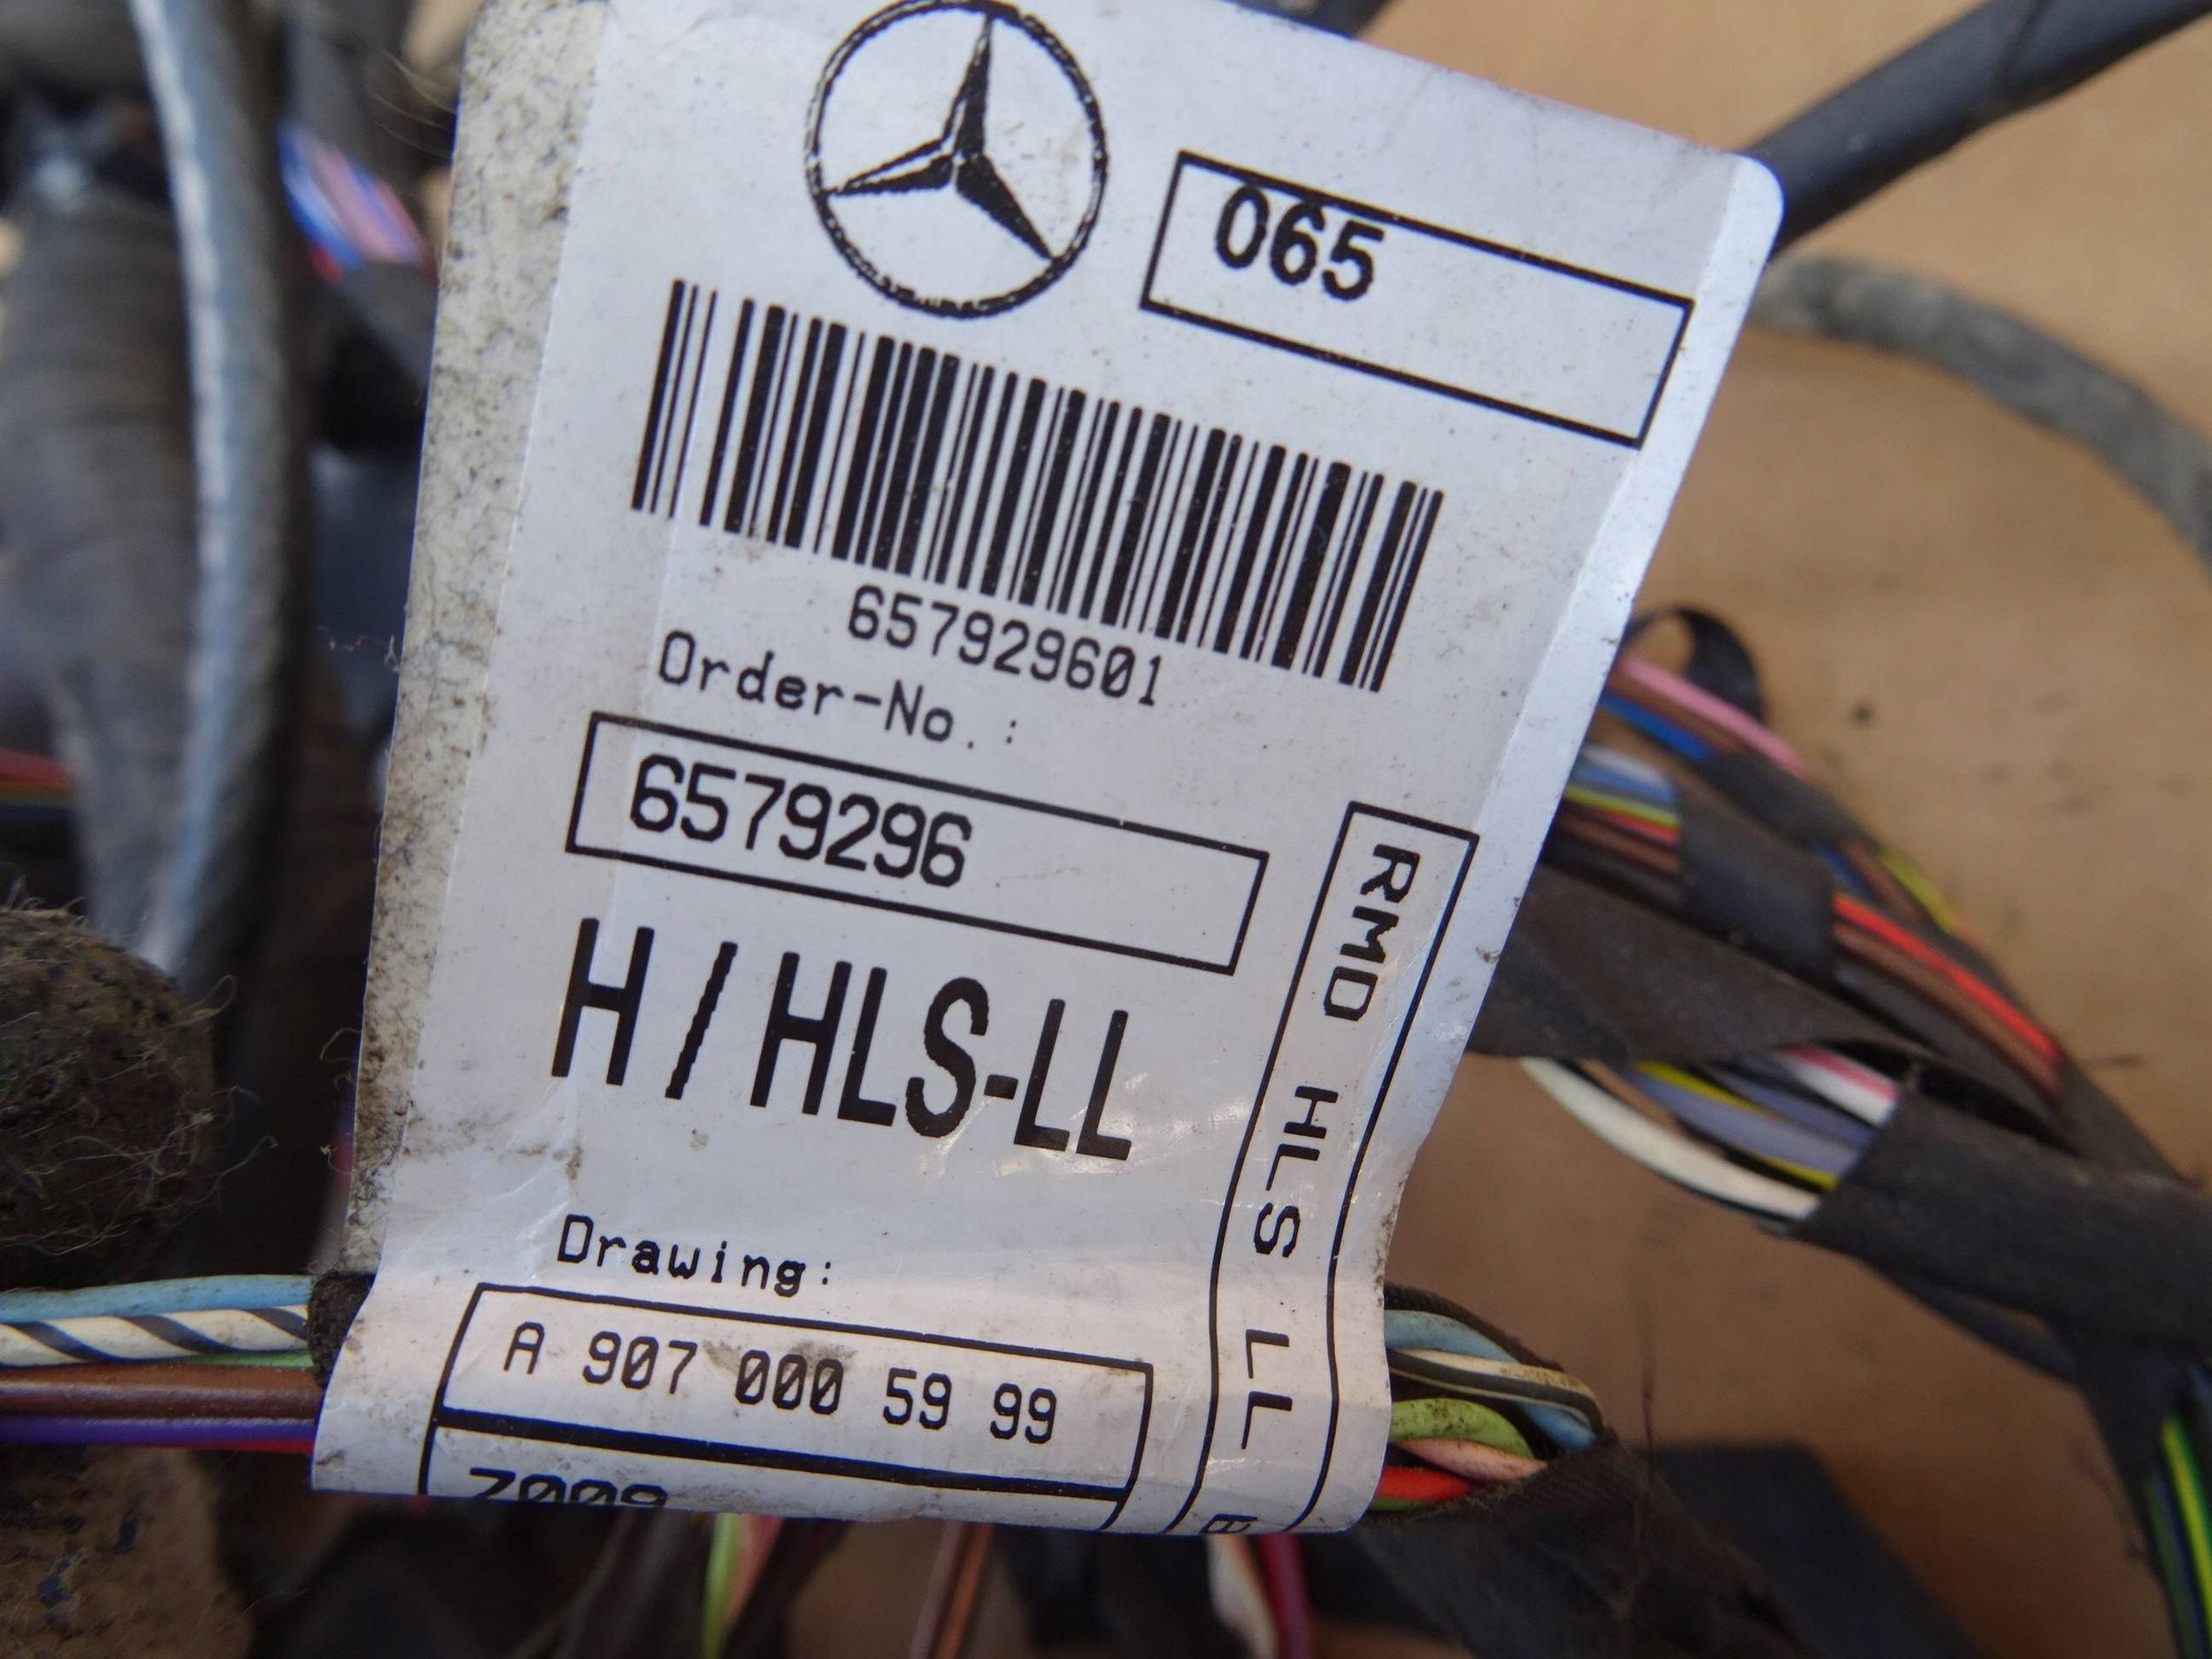 065
657929601
Order-No.:
6579296
H/HLS-LL
RMD HLS LL
Drawing:
A 907 000 59 99